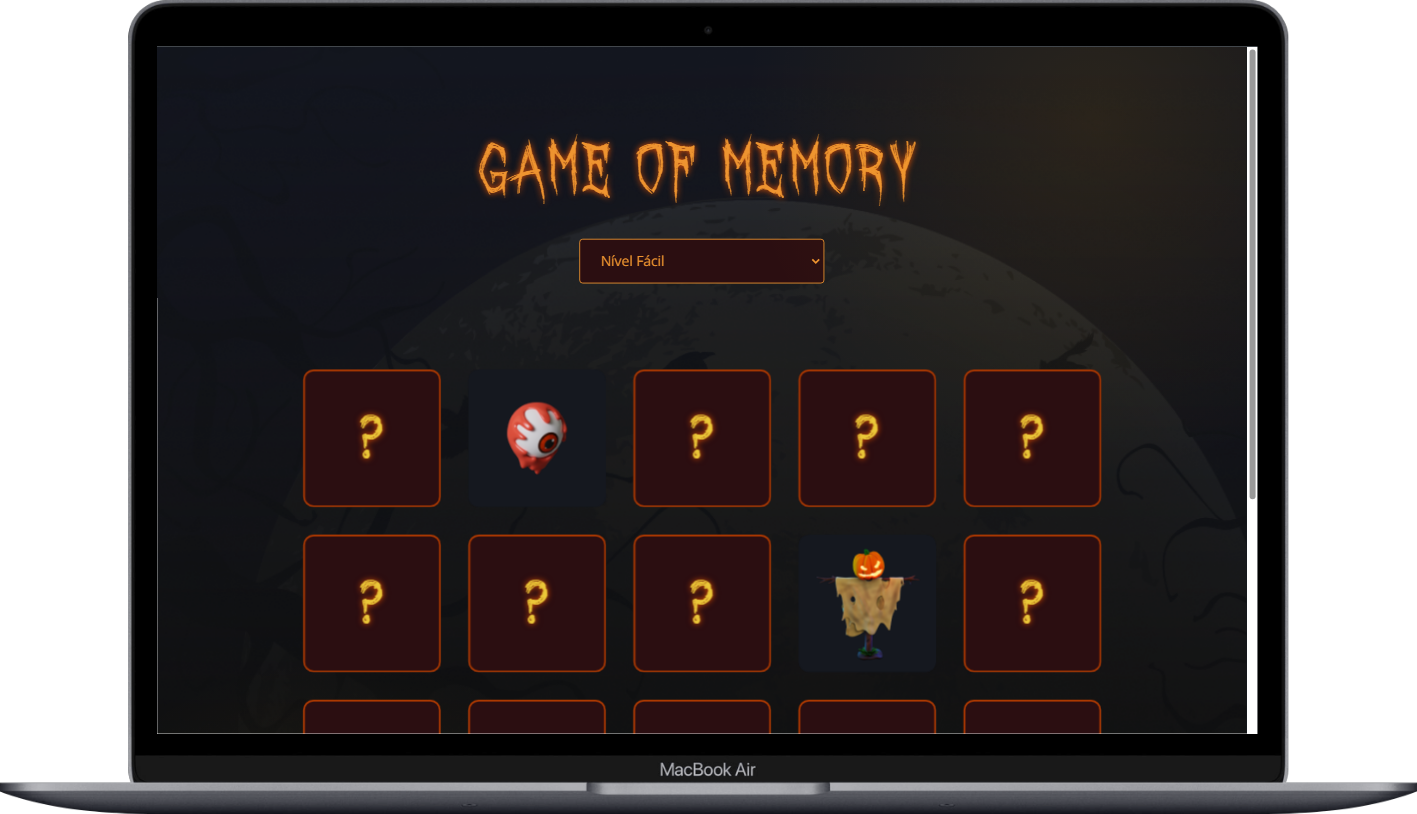 GAME OF MEMORY
Nível Fácil
? ? ? ?
? ? ? ?
MacBook Air